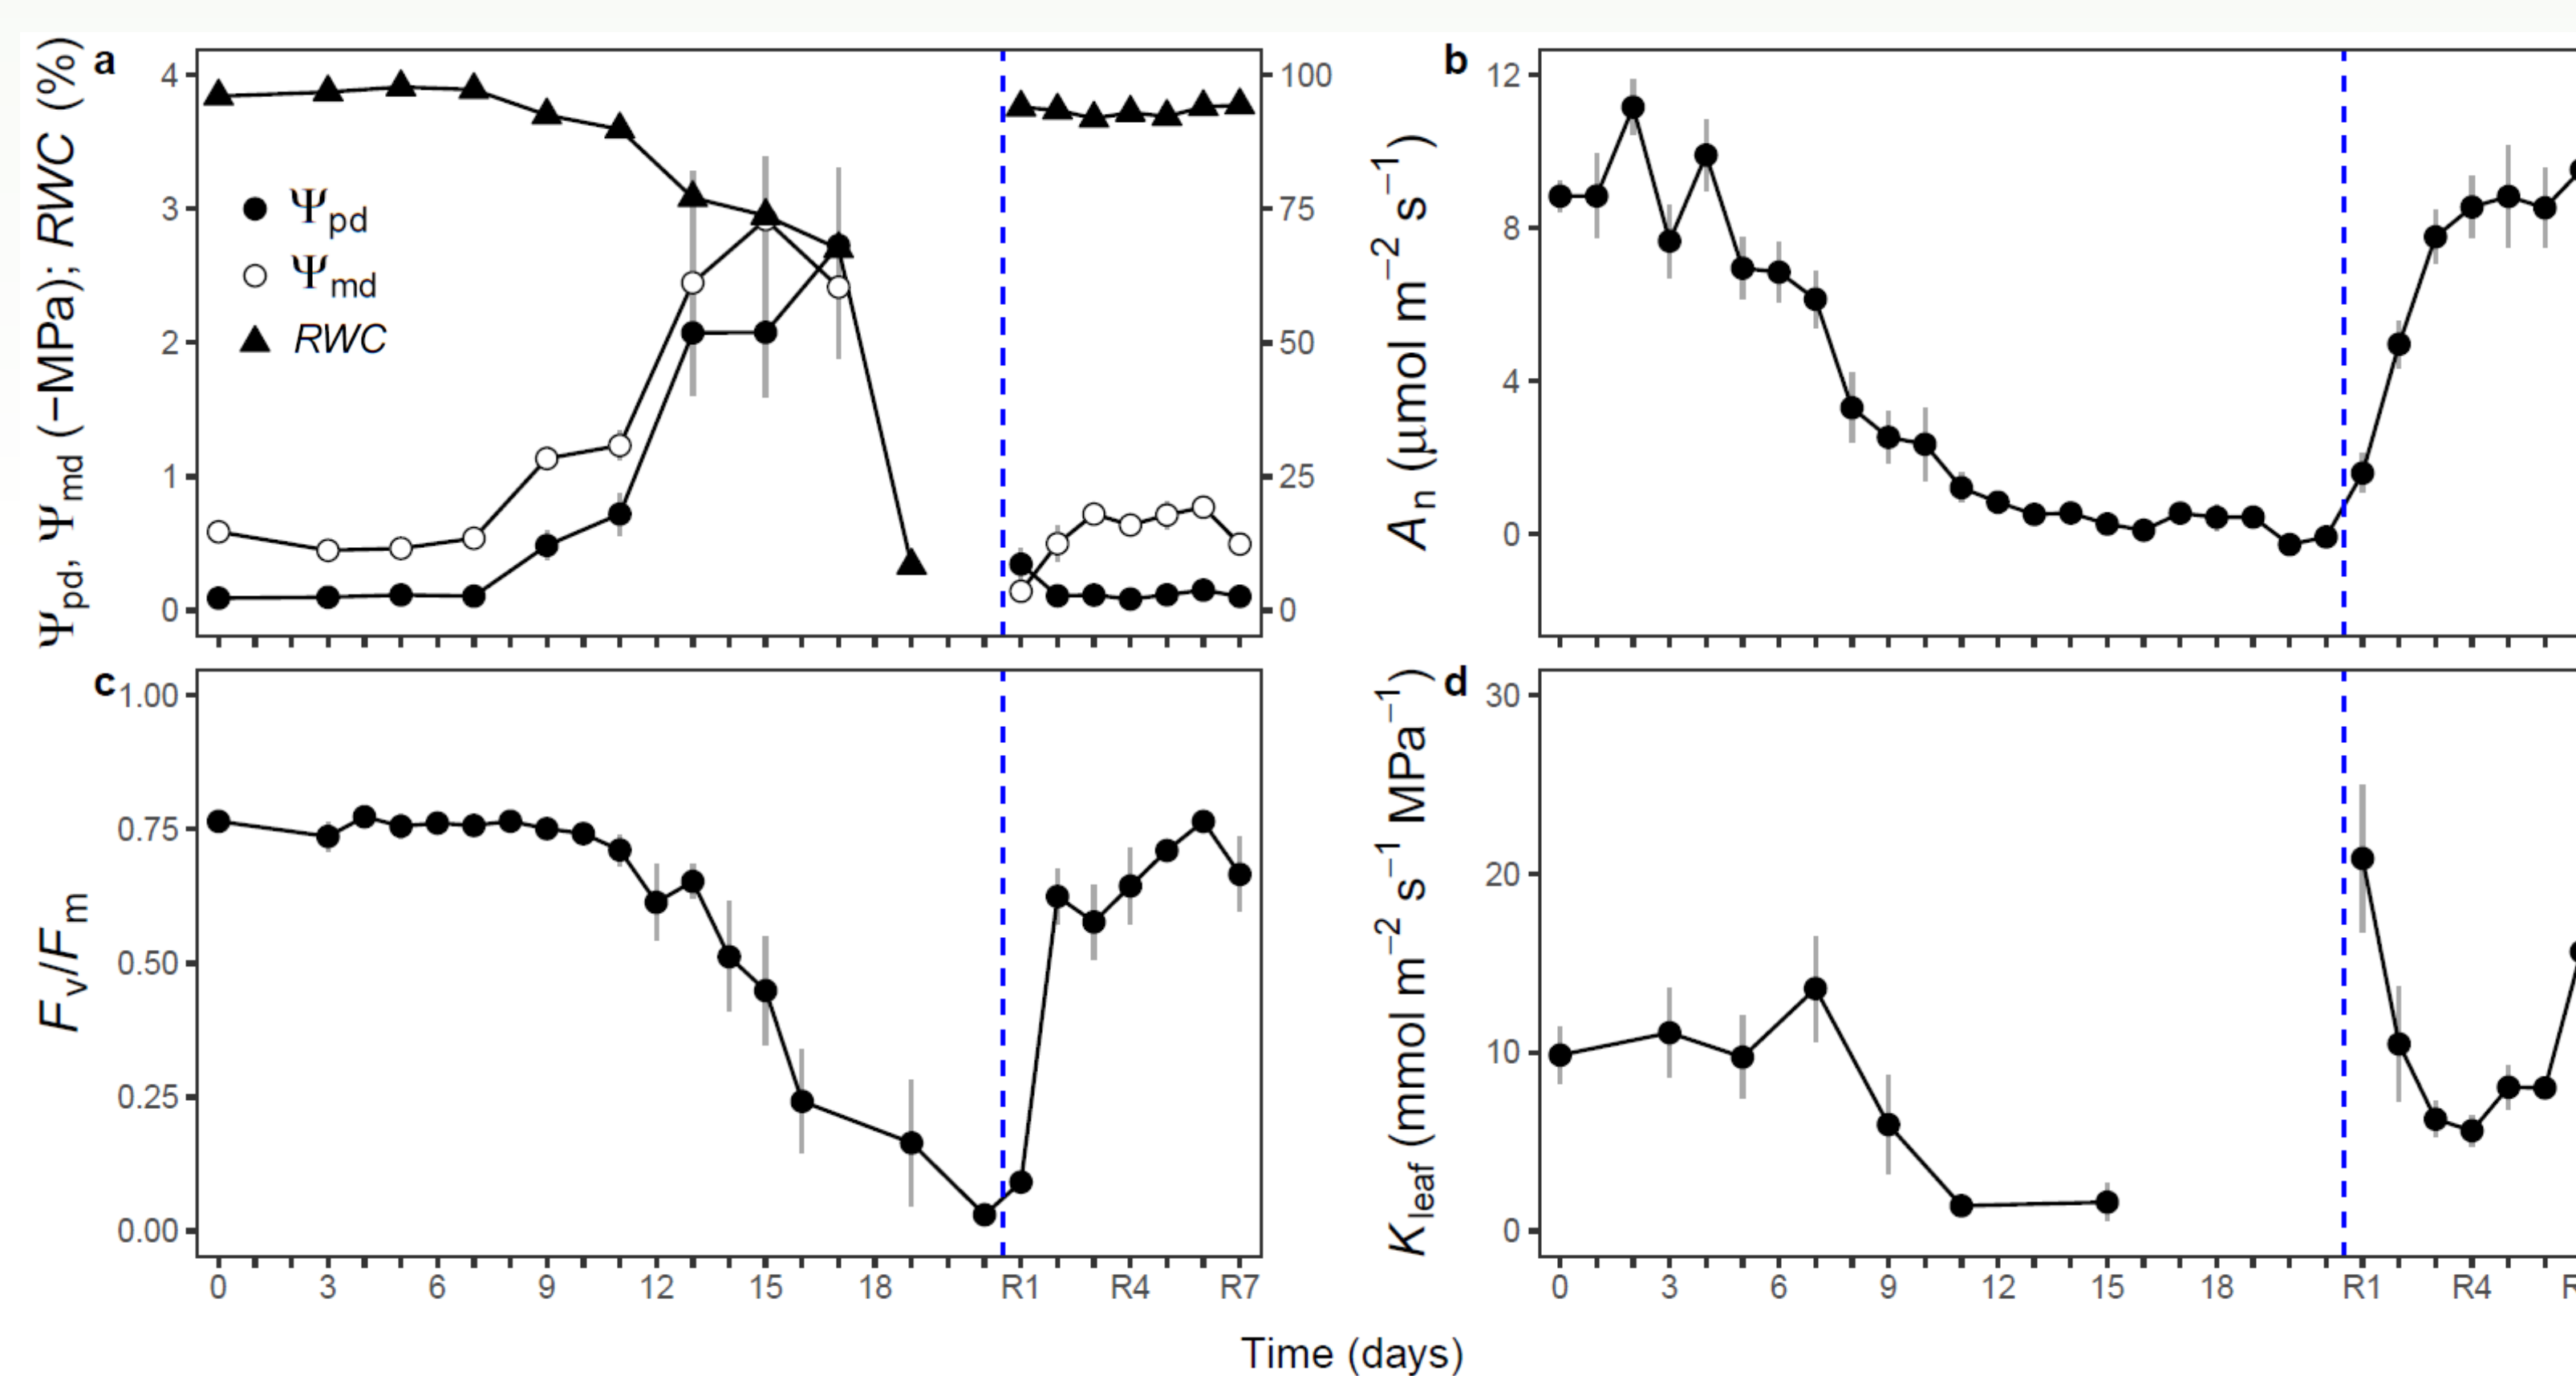 a
Ψpd, Ψmd (−MPa); RWC (%)
4
3
2
1
0
100
75
50
25
0
Ψpd
Ψmd
RWC
b
An (μmol m−2 s−1)
12
8
4
0
c
Fv/Fm
1.00
0.75
0.50
0.25
0.00
0 3 6 9 12 15 18 R1 R4 R7
d
Kleaf (mmol m−2 s−1 MPa−1)
30
20
10
0
0 3 6 9 12 15 18 R1 R4
Time (days)